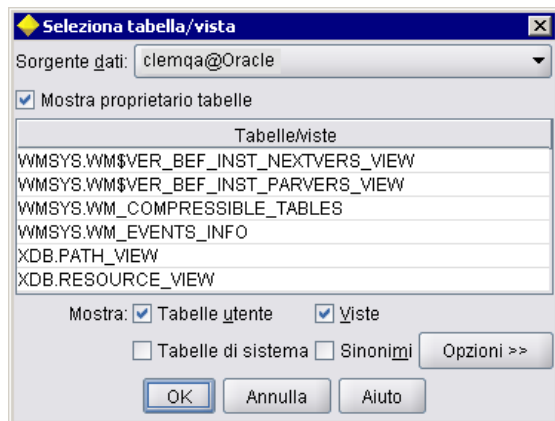 Seleziona tabella/vista
Sorgente dati: clemqa@Oracle
Mostra proprietario tabelle
Tabelle/viste
WMSYS.WM$VER_BEF_INST_NEXTVERS_VIEW
WMSYS.WM$VER_BEF_INST_PARVERS_VIEW
WMSYS.WM_COMPRESSIBLE_TABLES
WMSYS.WM_EVENTS_INFO
XDB.PATH_VIEW
XDB.RESOURCE_VIEW
Mostra: Tabelle utente Viste
Tabelle di sistema Sinonimi Opzioni >>
OK Annulla Aiuto